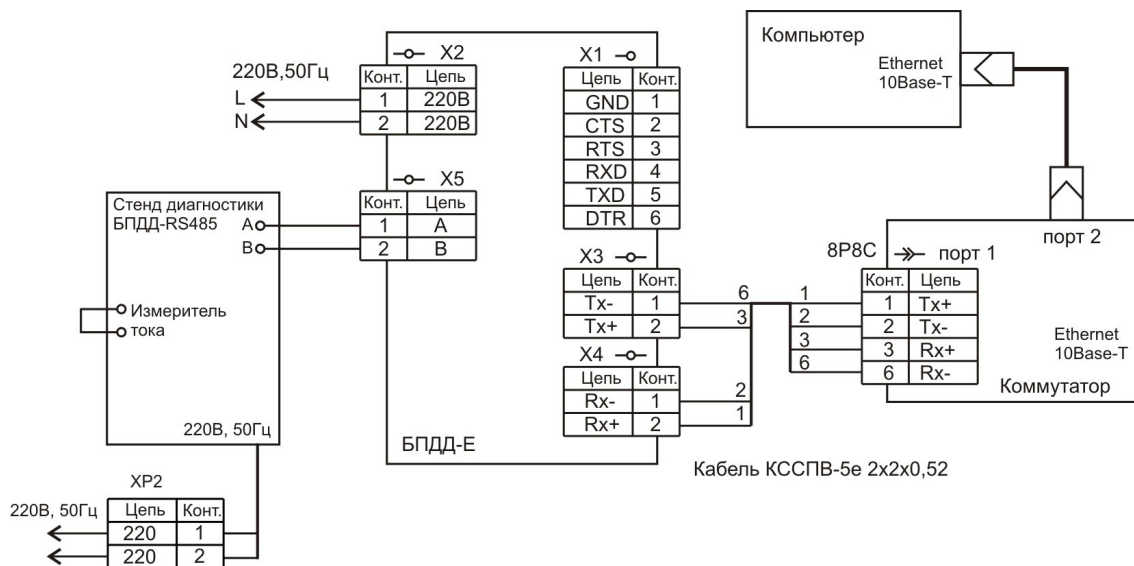 Компьютер
Ethernet
10Base-T
X2
220В,50Гц
Конт. Цепь
L 1 220В
N 2 220В
X1
Цепь Конт.
GND 1
CTS 2
RTS 3
RXD 4
TXD 5
DTR 6
X5
Конт. Цепь
1 A
2 B
Стенд диагностики
БПДД-RS485 A
B
Измеритель
тока
220В, 50Гц
X3
Цепь Конт.
Tx- 1
Tx+ 2
X4
Цепь Конт.
Rx- 1
Rx+ 2
БПДД-Е
6
3
2
1
1
2
3
6
порт 2
8P8C порт 1
Конт. Цепь
1 Tx+
2 Tx-
3 Rx+
6 Rx-
Ethernet
10Base-T
Коммутатор
Кабель КССПВ-5е 2х2х0,52
XP2
220В, 50Гц
Цепь Конт.
220 1
220 2